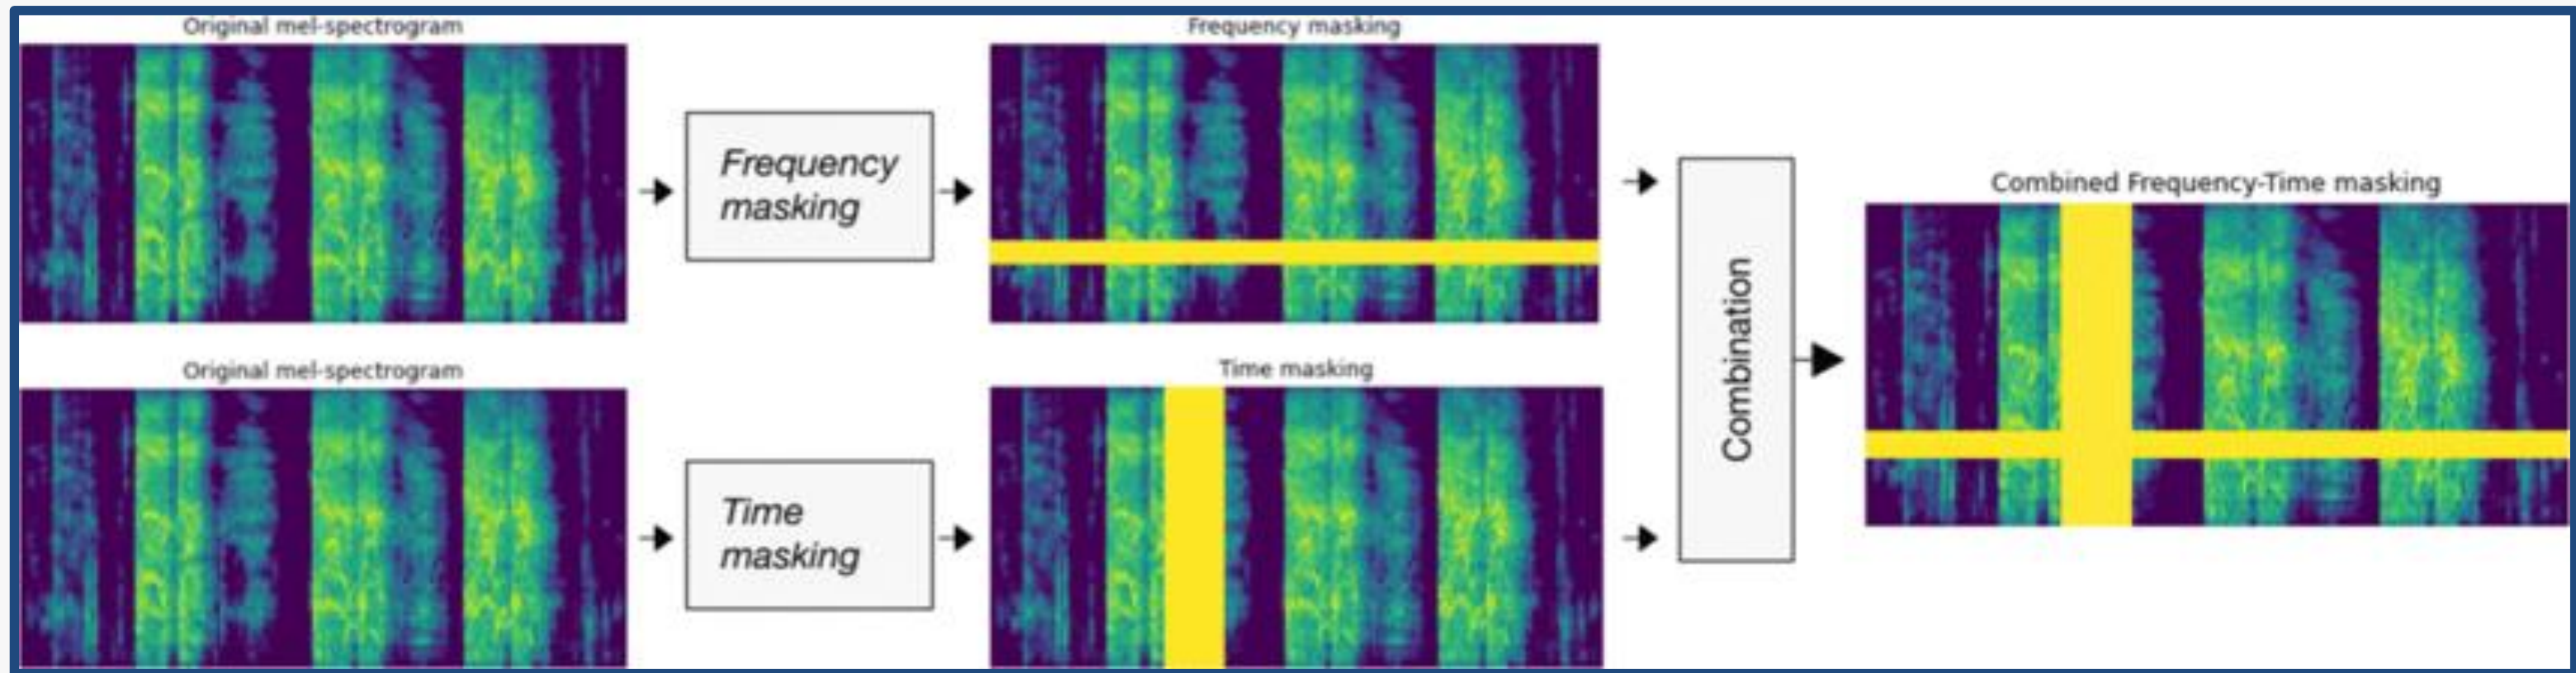 Original mel-spectrogram
Frequency
masking
Frequency masking
Original mel-spectrogram
Time
masking
Time masking
Combination
Combined Frequency-Time masking